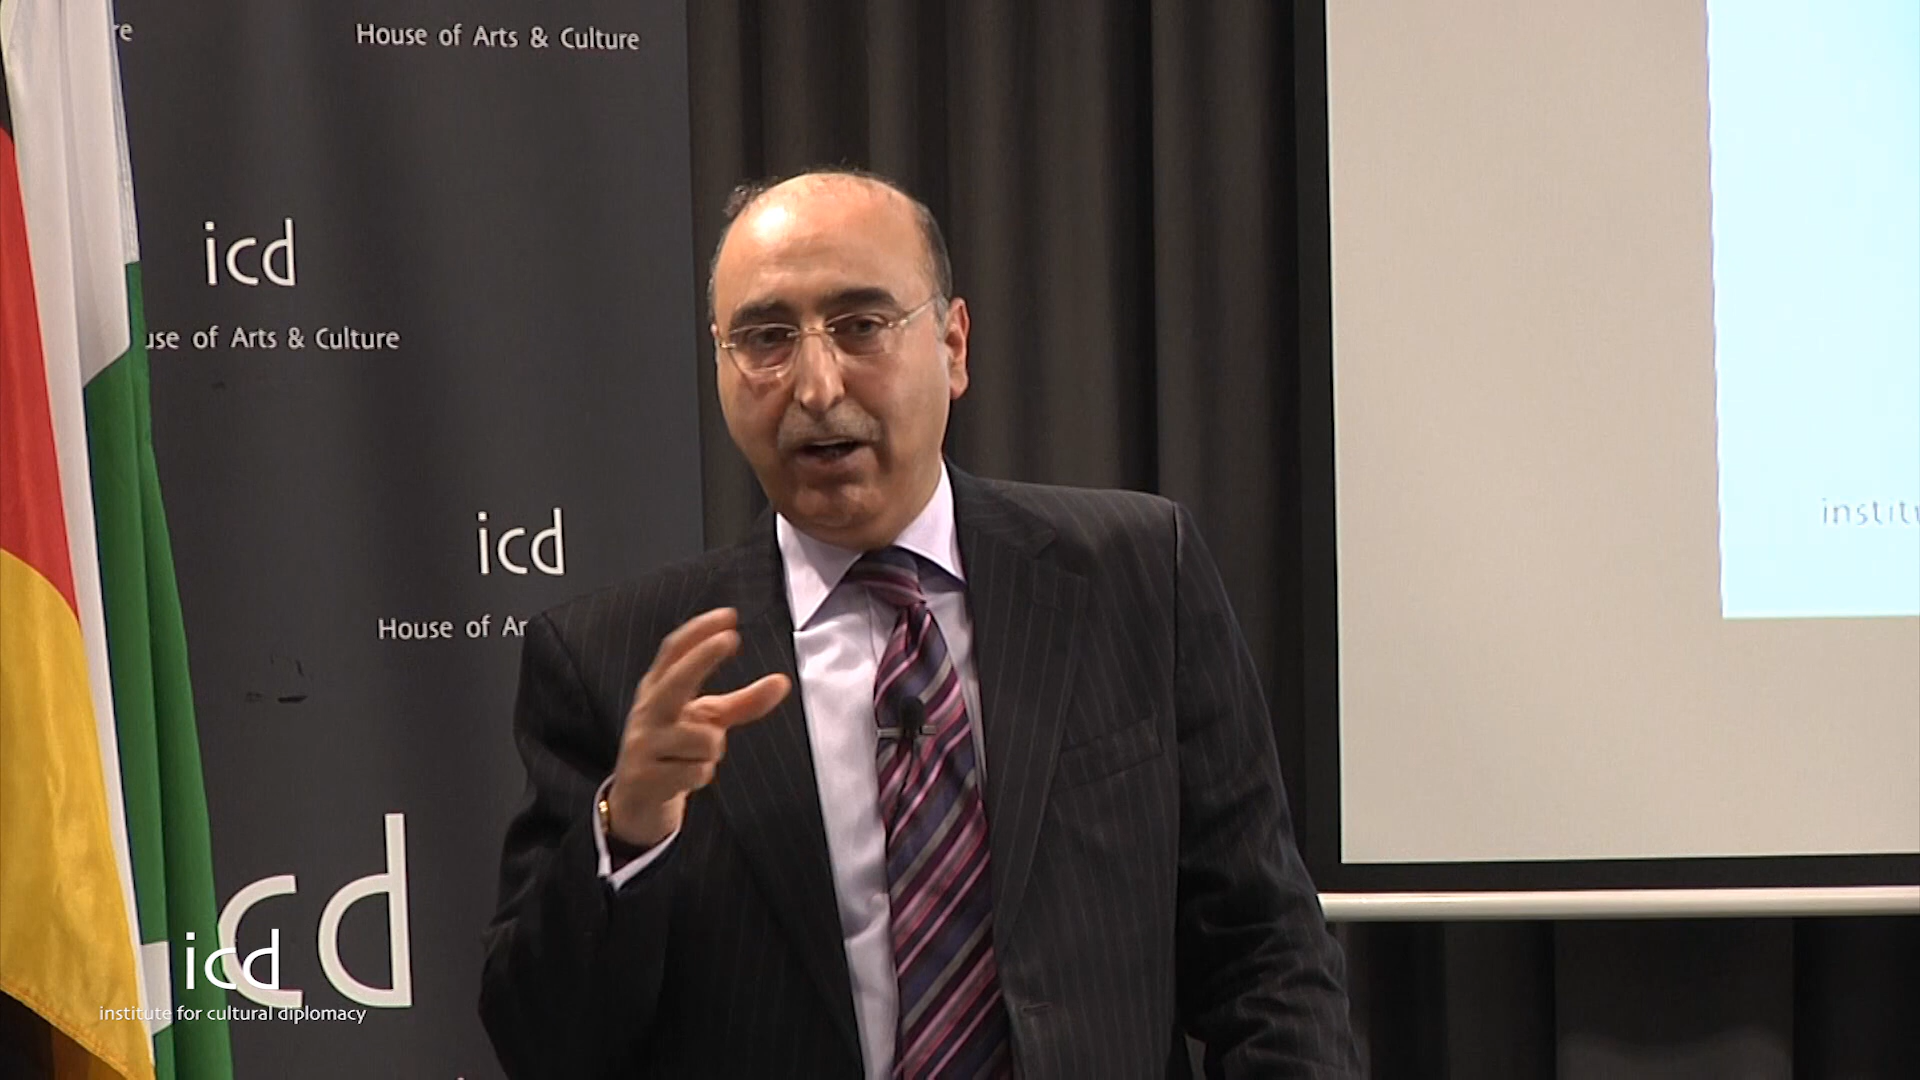 re
House of Arts & Culture
icd
use of Arts & Culture
icd
House of Ar
institu
icd
icd
institute for cultural diplomacy